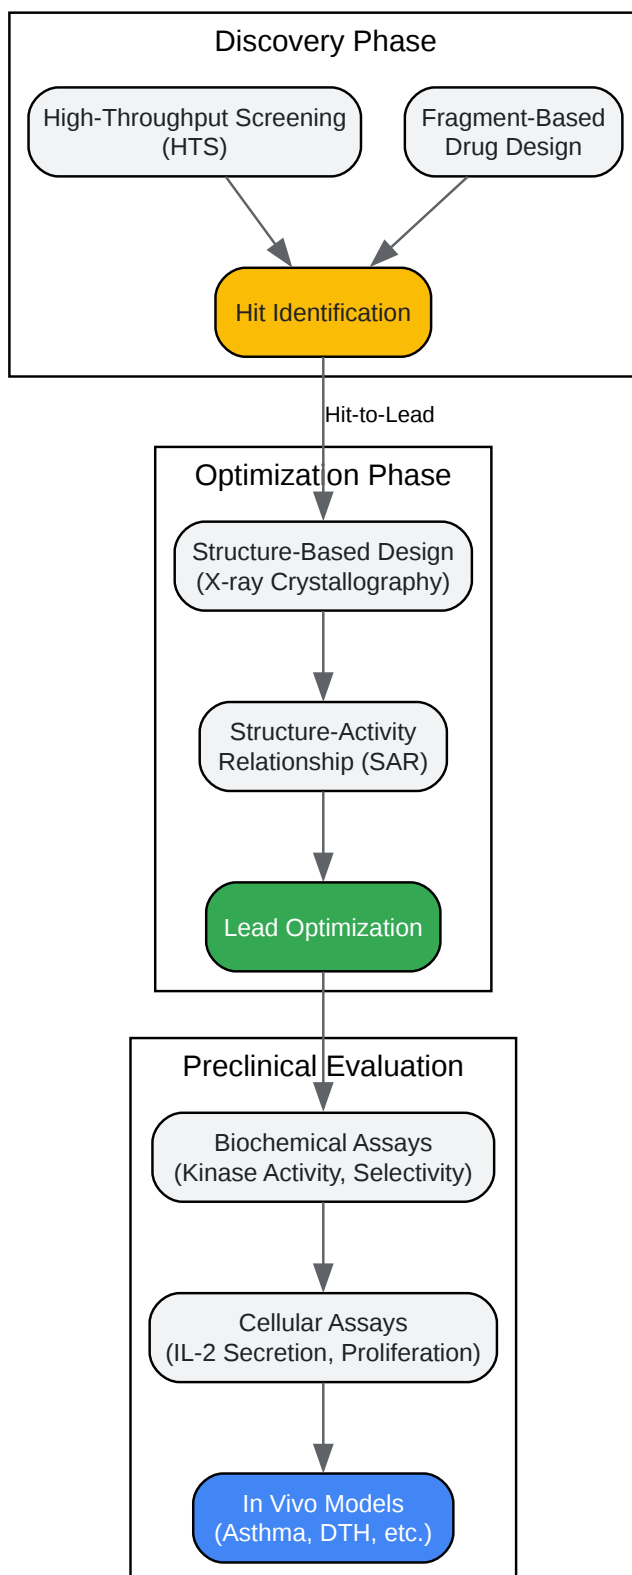 Discovery Phase
High-Throughput Screening
(HTS)
Fragment-Based
Drug Design
Hit Identification
Hit-to-Lead
Optimization Phase
Structure-Based Design
(X-ray Crystallography)
Structure-Activity
Relationship (SAR)
Lead Optimization
Preclinical Evaluation
Biochemical Assays
(Kinase Activity, Selectivity)
Cellular Assays
(IL-2 Secretion, Proliferation)
In Vivo Models
(Asthma, DTH, etc.)